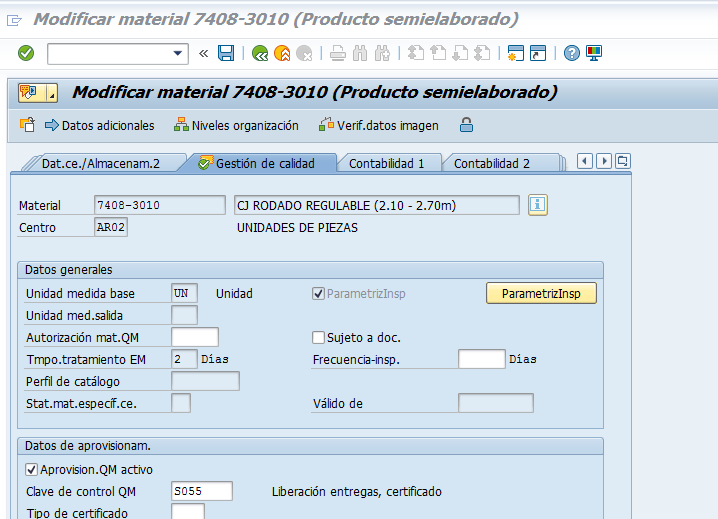 Modificar material 7408-3010 (Producto semielaborado)
Modificar material 7408-3010 (Producto semielaborado)
Datos adicionales Niveles organización Verif.datos imagen
Dat.ce./Almacenam.2 Gestión de calidad Contabilidad 1 Contabilidad 2
Material 7408-3010 CJ RODADO REGULABLE (2.10 - 2.70m)
Centro AR02 UNIDADES DE PIEZAS
Datos generales
Unidad medida base UN Unidad ParametrizInsp ParametrizInsp
Unidad med.salida
Autorización mat.QM Sujeto a doc.
Tmpo.tratamiento EM 2 Días Frecuencia-insp. Días
Perfil de catálogo
Stat.mat.específ.ce. Válido de
Datos de aprovisionam.
Aprovision.QM activo
Clave de control QM S055 Liberación entregas, certificado
Tipo de certificado